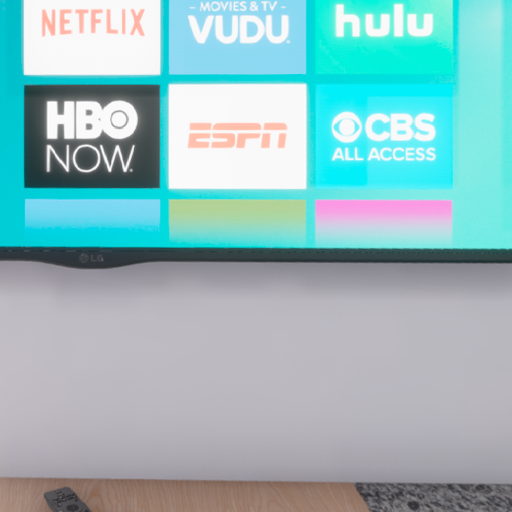 NETFLIX
- MOVIES & TV -
VUDU
hulu
HBO
NOW.
ESPN
CBS
ALL ACCESS
LG